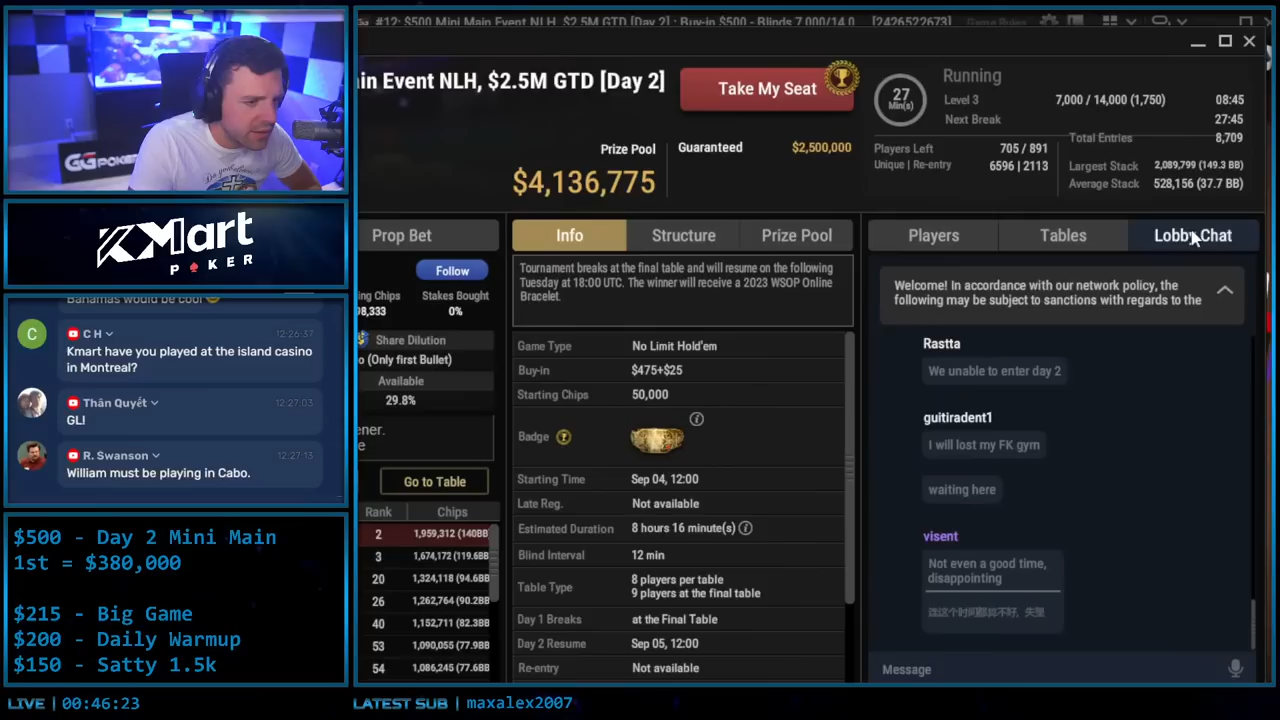 #12: $500 Mini Main Event NLH, $2.5M GTD [Day 2] : Buy-in $500 - Blinds 7,000/14,0
[2426522673]
Game Rules
ain Event NLH, $2.5M GTD [Day 2]
Take My Seat
27
Min(s)
Running
Level 3
7,000 / 14,000 (1,750)
08:45
Next Break
27:45
Total Entries
8,709
Prize Pool
$4,136,775
Guaranteed
$2,500,000
Players Left
705 / 891
Unique | Re-entry
6596 | 2113
Largest Stack
2,089,799 (149.3 BB)
Average Stack
528,156 (37.7 BB)
GGPOKER
KMart
POKER
Bahamas would be cool
C
C H
12:26:37
Kmart have you played at the island casino
in Montreal?
Thân Quyết
12:27:03
GL!
R. Swanson
12:27:13
William must be playing in Cabo.
$500 - Day 2 Mini Main
1st = $380,000
$215 - Big Game
$200 - Daily Warmup
$150 - Satty 1.5k
LIVE | 00:46:23
LATEST SUB | maxalex2007
Prop Bet
Follow
ng Chips
Stakes Bought
98,333
0%
Share Dilution
o (Only first Bullet)
Available
29.8%
ener.
e
Go to Table
Rank
Chips
2
1,959,312 (140BB
3
1,674,172 (119.6BB
20
1,324,118 (94.6BB
26
1,262,764 (90.2BB
40
1,152,711 (82.3BB
53
1,090,055 (77.9BB
54
1,086,245 (77.6BB
Info
Structure
Prize Pool
Tournament breaks at the final table and will resume on the following
Tuesday at 18:00 UTC. The winner will receive a 2023 WSOP Online
Bracelet.
Game Type
No Limit Hold'em
Buy-in
$475+$25
Starting Chips
50,000
Badge
Starting Time
Sep 04, 12:00
Late Reg.
Not available
Estimated Duration
8 hours 16 minute(s)
Blind Interval
12 min
Table Type
8 players per table
9 players at the final table
Day 1 Breaks
at the Final Table
Day 2 Resume
Sep 05, 12:00
Re-entry
Not available
Players
Tables
Lobby Chat
Welcome! In accordance with our network policy, the
following may be subject to sanctions with regards to the
Rastta
We unable to enter day 2
guitiradent1
I will lost my FK gym
waiting here
visent
Not even a good time,
disappointing
Message